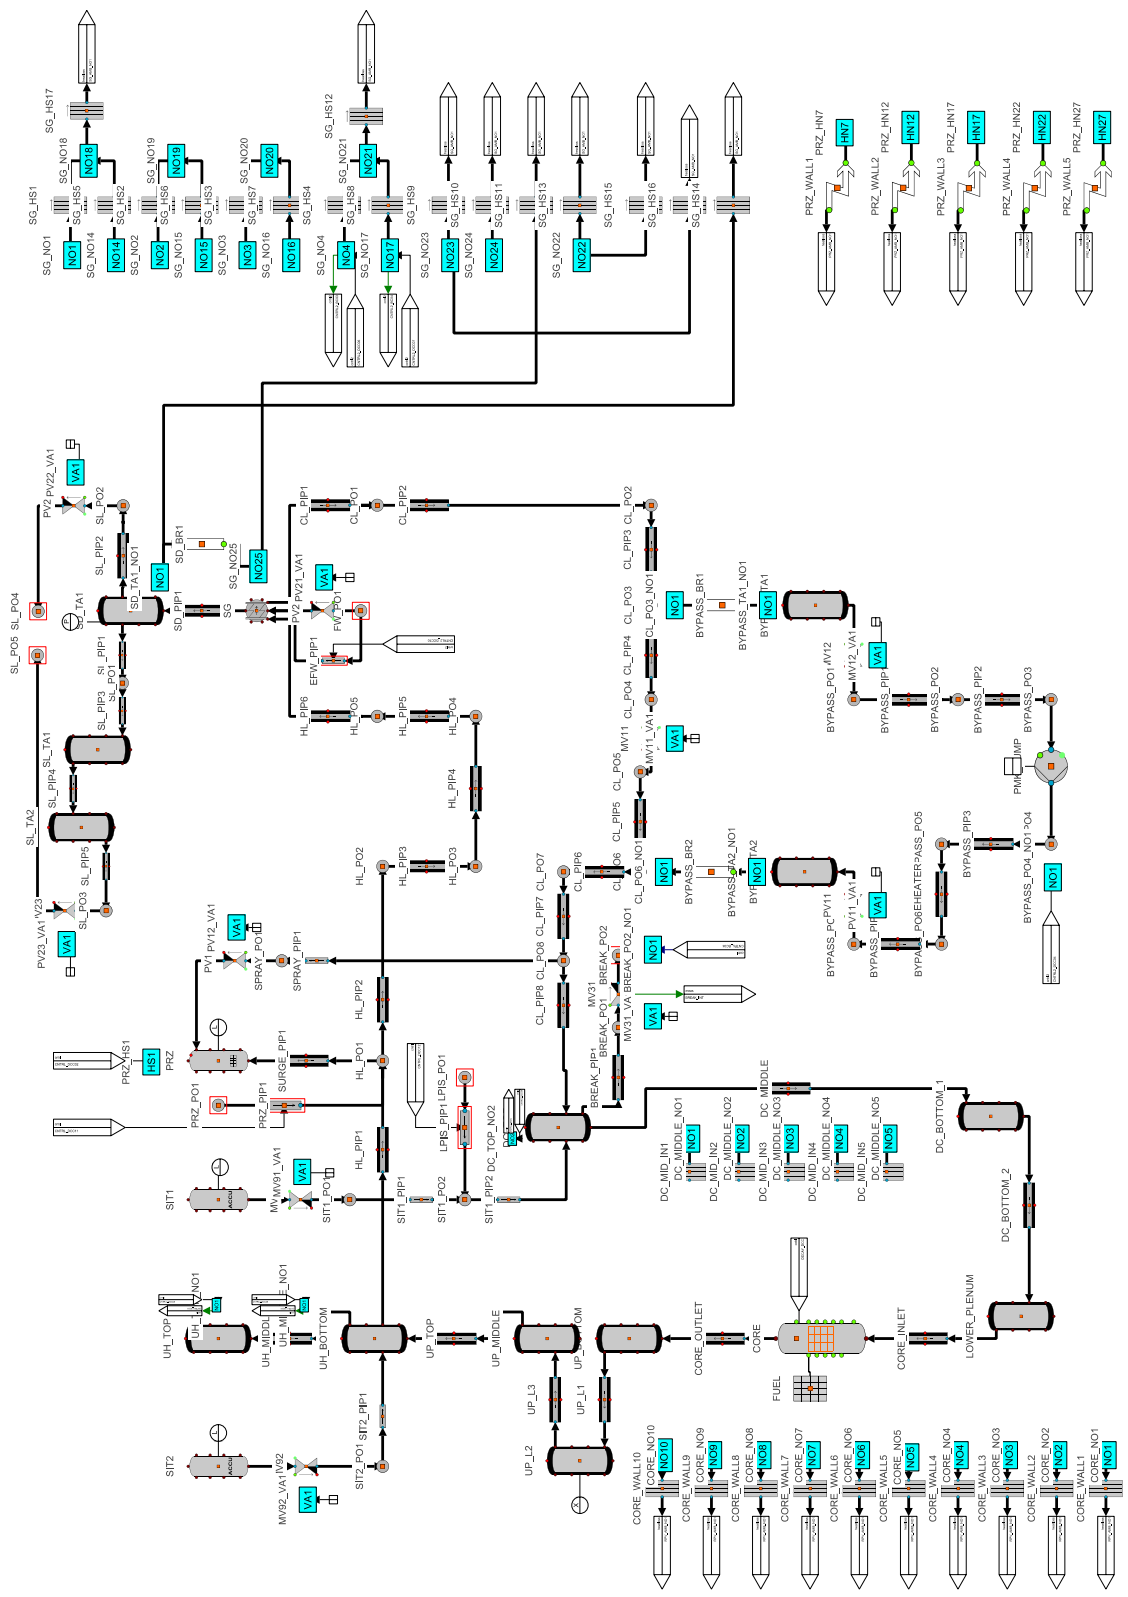 SG_HS17
SG_HS12
SG_NO18
NO18
SG_NO19
NO19
SG_NO20
NO20
SG_NO21
NO21
SG_HS1
SG_HS5
SG_HS2
SG_HS6
SG_HS3
SG_HS7
SG_HS4
SG_HS8
SG_HS9
SG_HS10
SG_HS11
SG_HS13
SG_HS15
SG_HS16
SG_HS14
SG_NO1
NO1
SG_NO14
NO14
SG_NO2
NO2
SG_NO15
NO15
SG_NO3
NO3
SG_NO16
NO16
SG_NO4
NO4
SG_NO17
NO17
SG_NO23
NO23
SG_NO24
NO24
SG_NO22
NO22
PRZ_WALL1
PRZ_HN7
HN7
PRZ_WALL2
PRZ_HN12
HN12
PRZ_WALL3
PRZ_HN17
HN17
PRZ_WALL4
PRZ_HN22
HN22
PRZ_WALL5
PRZ_HN27
HN27
SL_PO4
SL_PO5
PV2
PV22_VA1
VA1
SL_PO2
SL_PIP2
SD_TA1_NO1
NO1
SD_BR1
SG_NO25
NO25
SD_PIP1
SG
SL_PIP1
SL_PO1
SL_PIP3
SL_TA1
SL_PIP4
SL_TA2
SL_PIP5
SL_PO3
PV23_VA1
VA1
PV2
PV21_VA1
VA1
FW_PO1
EFW_PIP1
CL_PIP1
CL_PO1
CL_PIP2
CL_PO2
CL_PIP3
CL_PO3
CL_PO3_NO1
NO1
CL_PIP4
CL_PO4
MV11
MV11_VA1
VA1
CL_PO5
CL_PIP5
CL_PO6_NO1
NO1
CL_PIP6
CL_PO7
CL_PIP7
CL_PO8
CL_PIP8
HL_PIP6
HL_PO5
HL_PIP5
HL_PO4
HL_PIP4
HL_PO3
HL_PIP3
HL_PO2
HL_PIP2
HL_PO1
HL_PIP1
BYPASS_BR1
BYPASS_TA1_NO1
NO1
MV12_VA1
VA1
BYPASS_PO1
BYPASS_PIP1
BYPASS_PO2
BYPASS_PIP2
BYPASS_PO3
BYPASS_PIP3
BYPASS_PO4_NO1
NO1
BYPASS_BR2
NO1
PV11
PV11_VA1
VA1
PV12_VA1
VA1
SPRAY_PO1
SPRAY_PIP1
PRZ_HS1
HS1
PRZ
SURGE_PIP1
PRZ_PO1
PRZ_PIP1
LPIS_PO1
LPIS_PIP1
BREAK_PIP1
BREAK_PO1
BREAK_PO2
BREAK_PO2_NO1
NO1
MV31
VA1
SIT1
ACCU
MV91_VA1
VA1
SIT1_PO1
SIT1_PIP1
SIT1_PO2
SIT1_PIP2
DC_TOP_NO2
DC_MIDDLE
DC_MID_IN1
DC_MIDDLE_NO1
NO1
DC_MID_IN2
DC_MIDDLE_NO2
NO2
DC_MID_IN3
DC_MIDDLE_NO3
NO3
DC_MID_IN4
DC_MIDDLE_NO4
NO4
DC_MID_IN5
DC_MIDDLE_NO5
NO5
DC_BOTTOM_1
DC_BOTTOM_2
LOWER_PLENUM
CORE_INLET
CORE
FUEL
CORE_OUTLET
UP_L1
UP_L2
UP_L3
UP_MIDDLE
UP_TOP
UH_BOTTOM
UH_MIDDLE
UH_TOP
SIT2
ACCU
MV92_VA1
VA1
SIT2_PO1
SIT2_PIP1
CORE_WALL10
CORE_NO10
NO10
CORE_WALL9
CORE_NO9
NO9
CORE_WALL8
CORE_NO8
NO8
CORE_WALL7
CORE_NO7
NO7
CORE_WALL6
CORE_NO6
NO6
CORE_WALL5
CORE_NO5
NO5
CORE_WALL4
CORE_NO4
NO4
CORE_WALL3
CORE_NO3
NO3
CORE_WALL2
CORE_NO2
NO2
CORE_WALL1
CORE_NO1
NO1